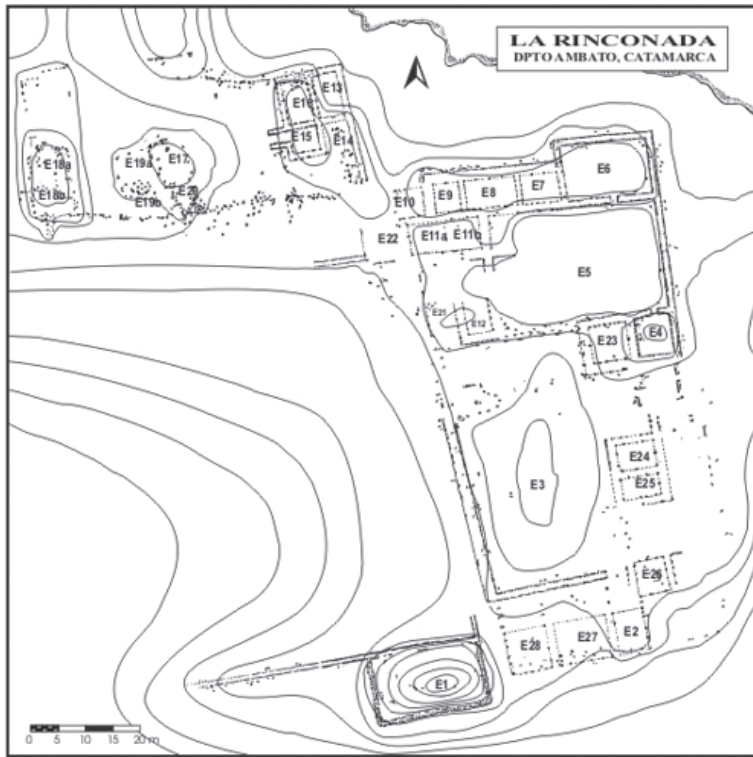 LA RINCONADA
DPTO AMBATO, CATAMARCA
E13
E16
E15
E14
E18a
E18b
E19a
E17
E19b
E20
E6
E7
E8
E9
E10
E11a
E11b
E22
E5
E21
E12
E23
E4
E3
E24
E25
E26
E2
E27
E28
E1
0 5 10 15 20 m